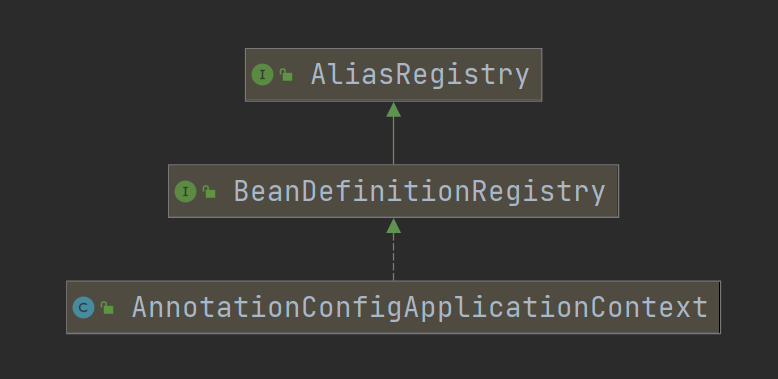 I AliasRegistry
I BeanDefinitionRegistry
C AnnotationConfigApplicationContext